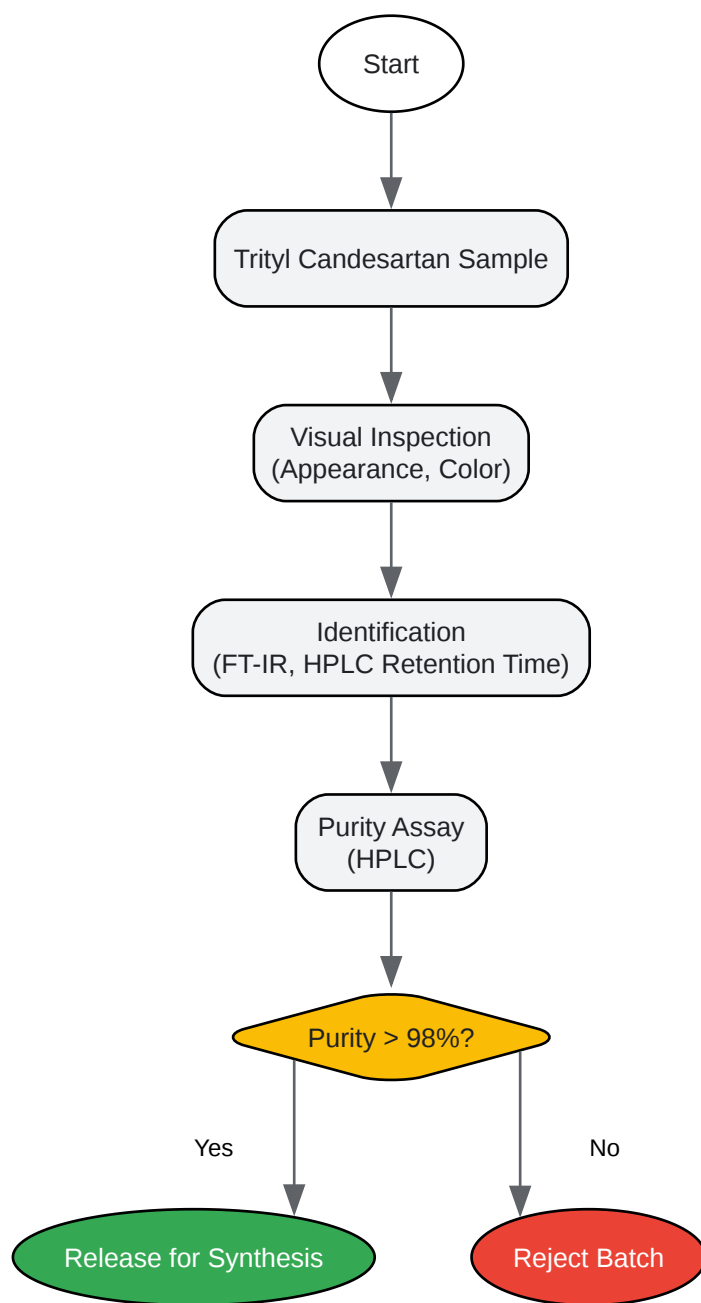 Start
Trityl Candesartan Sample
Visual Inspection
(Appearance, Color)
Identification
(FT-IR, HPLC Retention Time)
Purity Assay
(HPLC)
Purity > 98%?
Yes
No
Release for Synthesis
Reject Batch